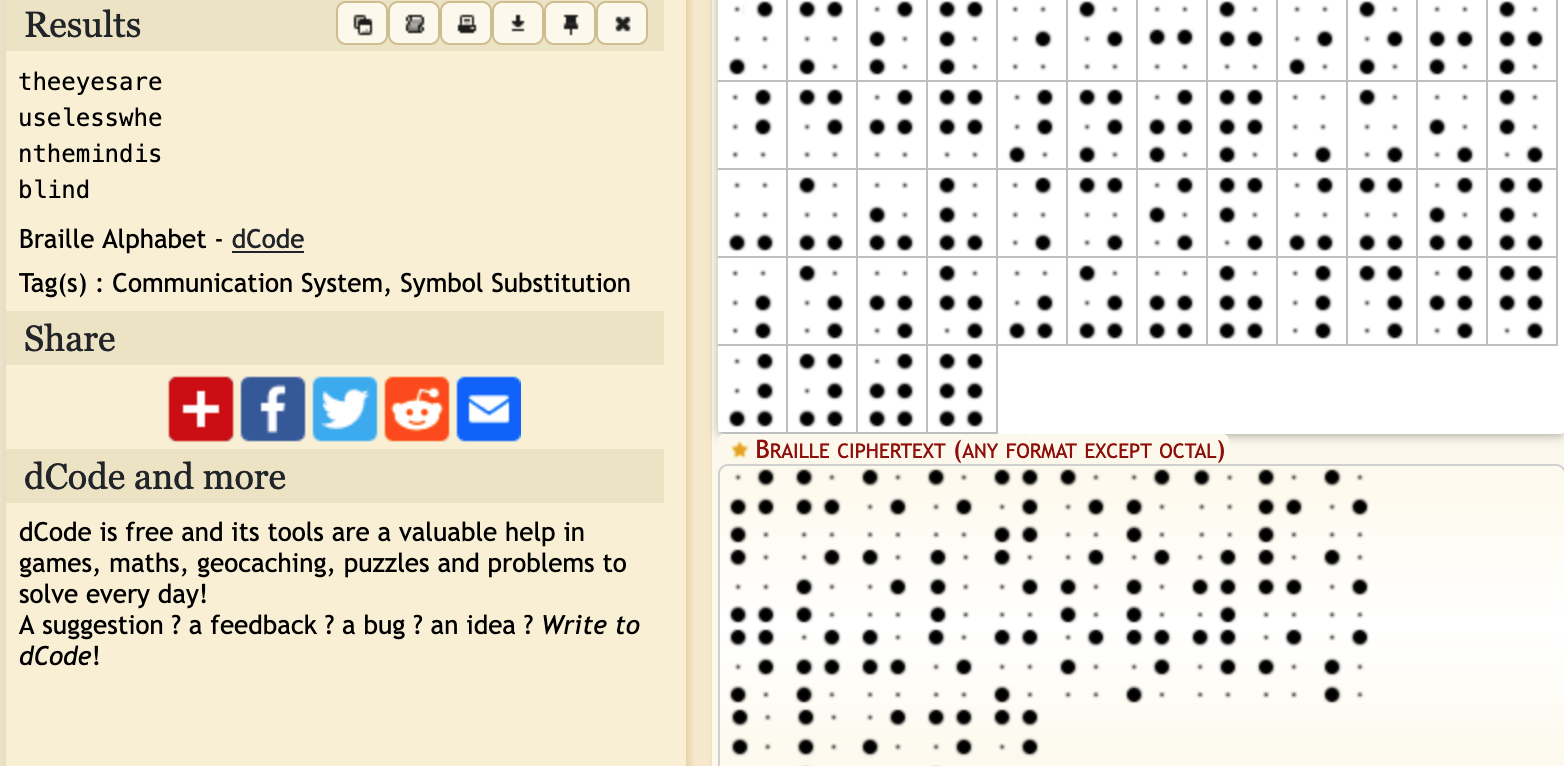 Results
theeyesare
uselesswhe
nthemindis
blind
Braille Alphabet - dCode
Tag(s) : Communication System, Symbol Substitution
Share
dCode and more
dCode is free and its tools are a valuable help in
games, maths, geocaching, puzzles and problems to
solve every day!
A suggestion ? a feedback ? a bug ? an idea ? Write to
dCode!
BRAILLE CIPHERTEXT (ANY FORMAT EXCEPT OCTAL)
⠞⠓⠑⠑⠽⠑⠎⠁⠗⠑
⠥⠎⠑⠇⠑⠎⠎⠺⠓⠑
⠝⠞⠓⠑⠍⠊⠝⠙⠊⠎